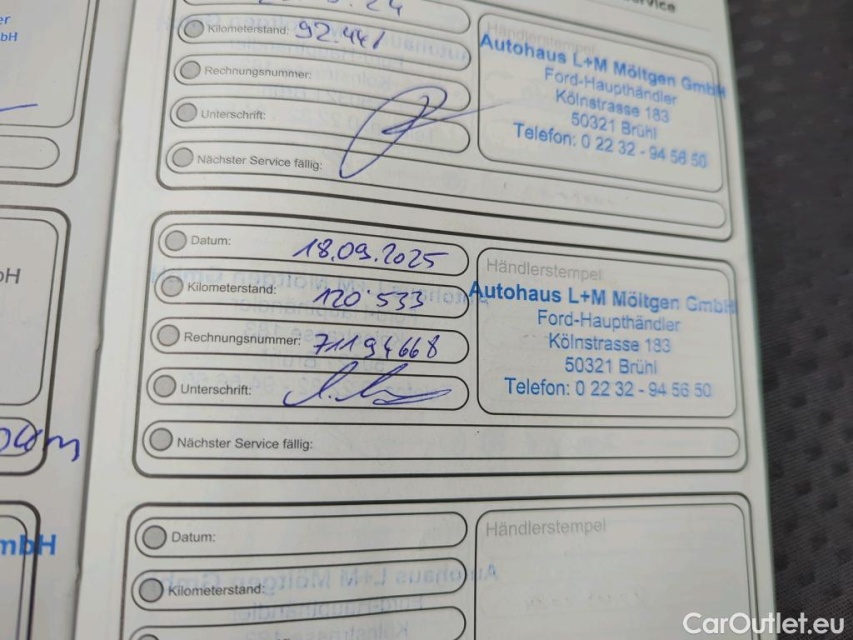 Kilometerstand: 92.441
Rechnungsnummer:
Unterschrift:
Nächster Service fällig:
Händlerstempel
Autohaus L+M Möltgen GmbH
Ford-Haupthändler
Kölnstrasse 183
50321 Brühl
Telefon: 0 22 32 - 94 56 50
Datum: 18.09.2025
Kilometerstand: 120.533
Rechnungsnummer: 71194668
Unterschrift:
Nächster Service fällig:
Händlerstempel
Autohaus L+M Möltgen GmbH
Ford-Haupthändler
Kölnstrasse 183
50321 Brühl
Telefon: 0 22 32 - 94 56 50
Datum:
Kilometerstand:
Händlerstempel
CarOutlet.eu